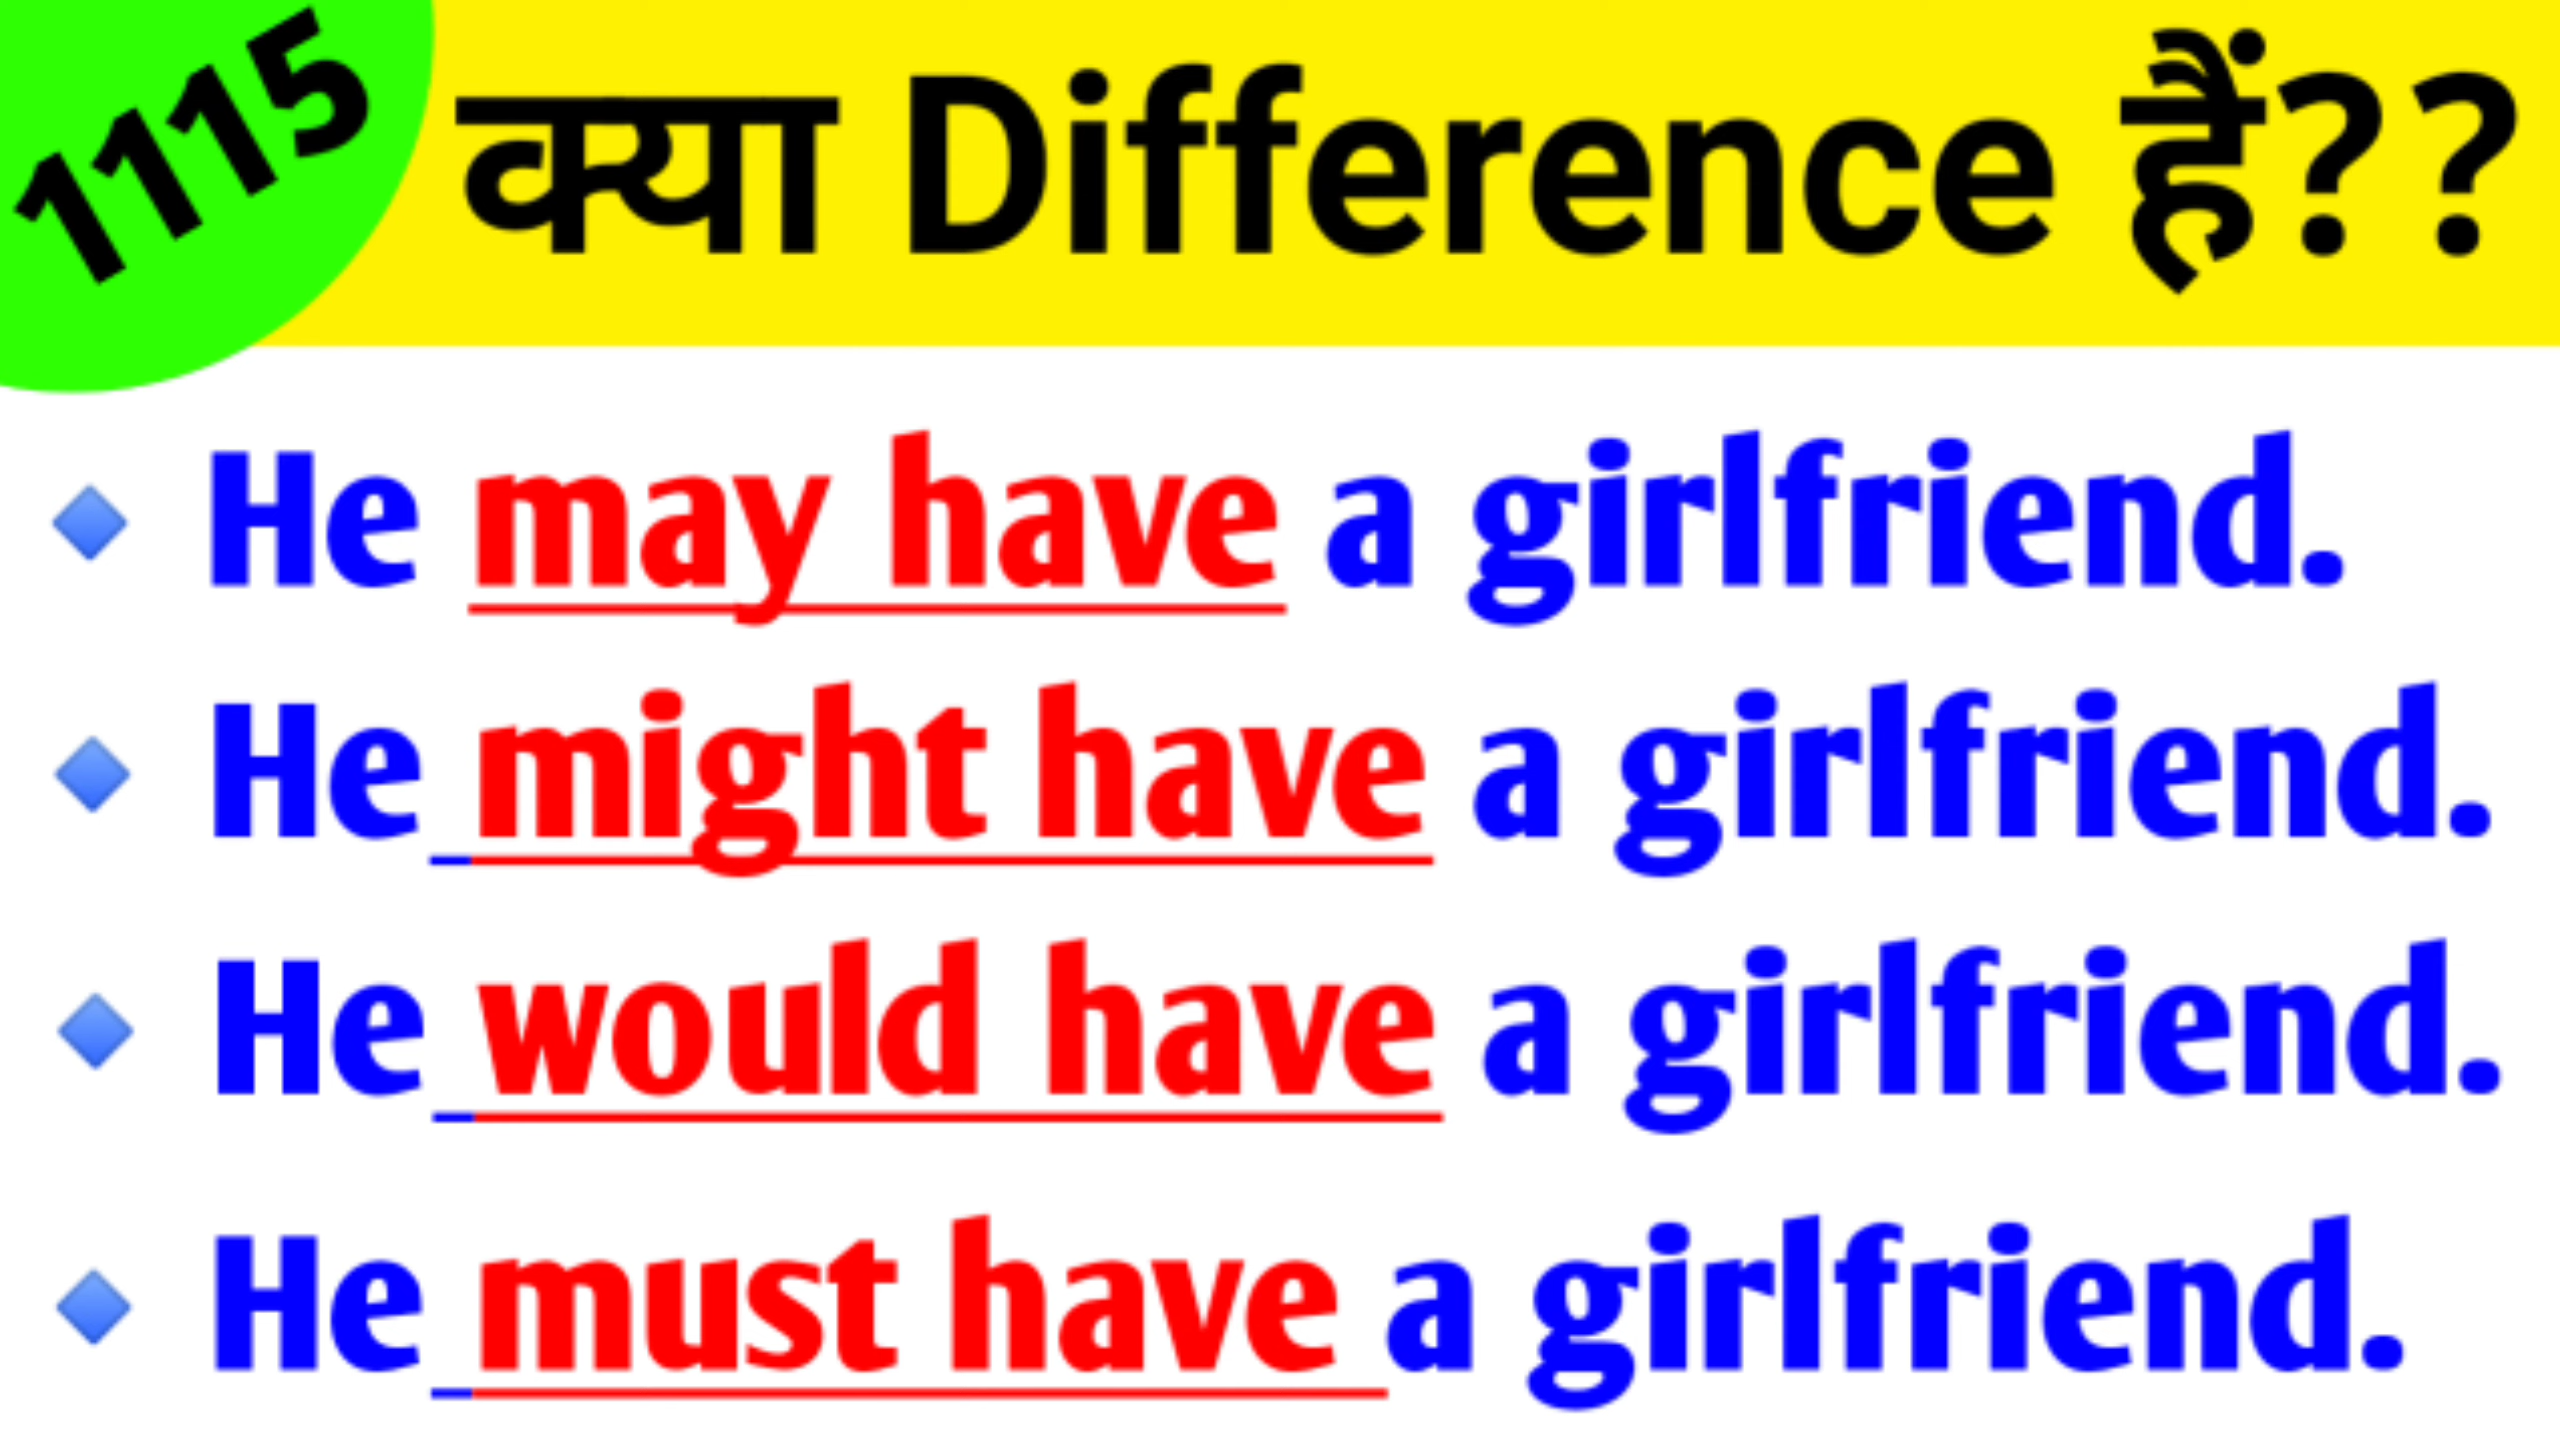 1115
क्या Difference हैं??
He may have a girlfriend.
He might have a girlfriend.
He would have a girlfriend.
He must have a girlfriend.